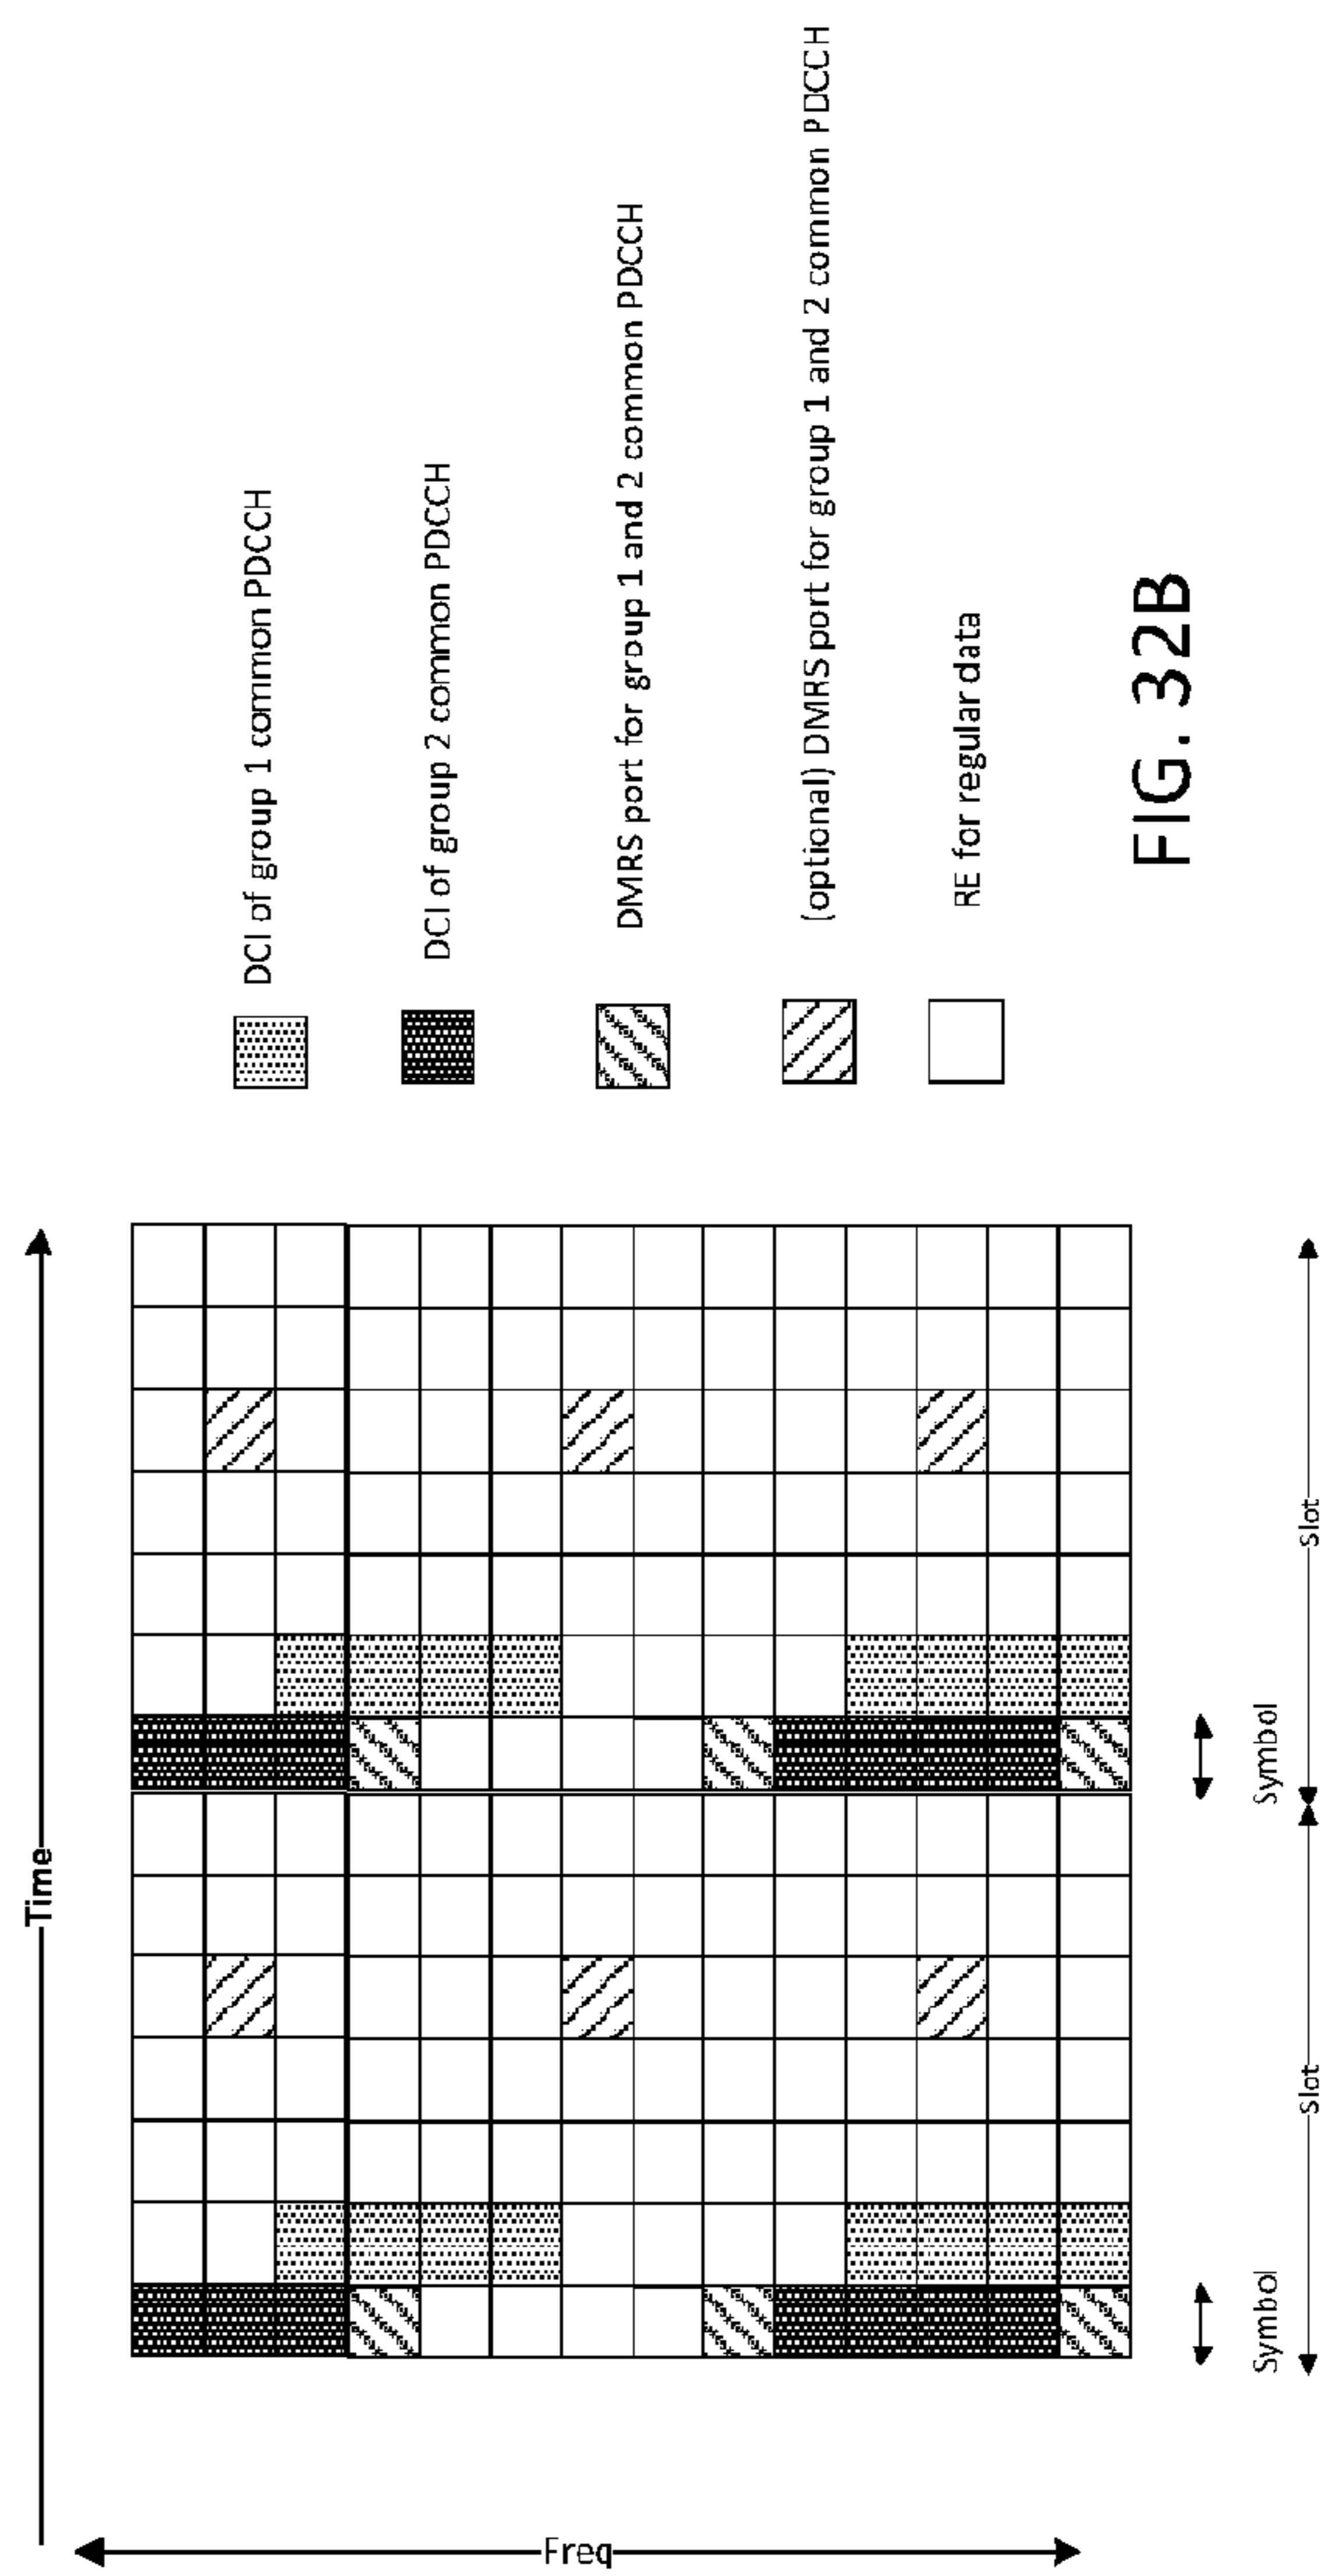 Time
Freq
Symbol
Symbol
Slot
Slot
DCI of group 1 common PDCCH
DCI of group 2 common PDCCH
DMRS port for group 1 and 2 common PDCCH
(optional) DMRS port for group 1 and 2 common PDCCH
RE for regular data
FIG. 32B